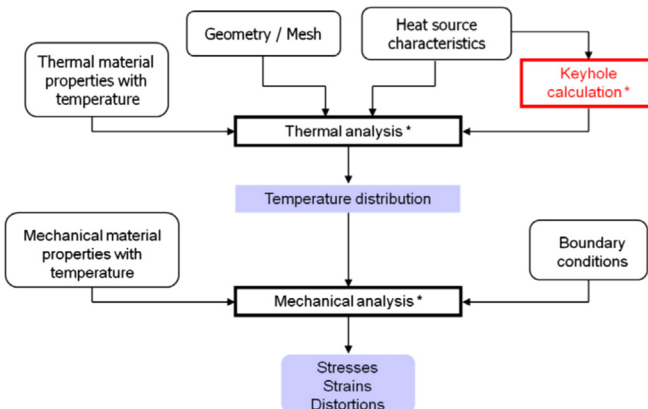 Geometry / Mesh
Heat source
characteristics
Thermal material
properties with
temperature
Keyhole
calculation *
Thermal analysis *
Temperature distribution
Mechanical material
properties with
temperature
Boundary
conditions
Mechanical analysis *
Stresses
Strains
Distortions